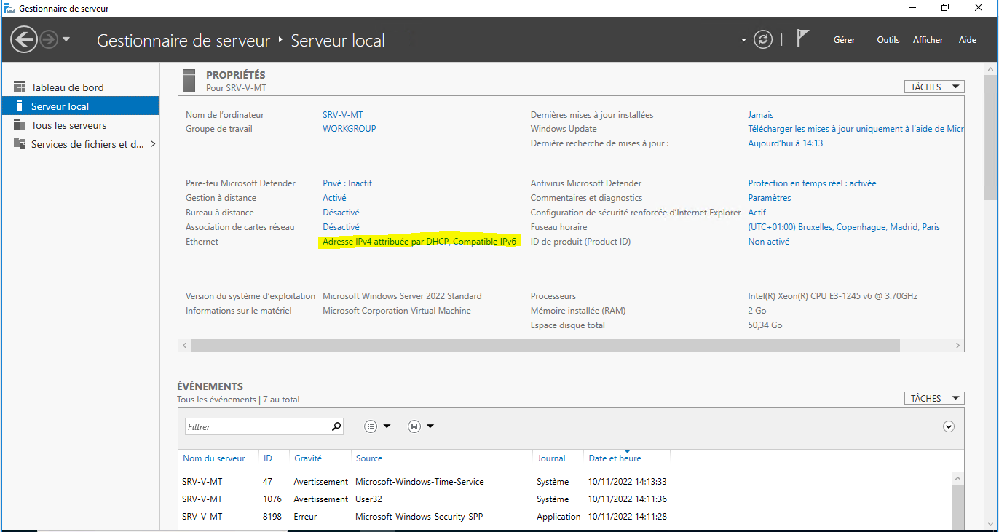 Gestionnaire de serveur
Gestionnaire de serveur ‣ Serveur local
Gérer Outils Afficher Aide
Tableau de bord
Serveur local
Tous les serveurs
Services de fichiers et d...
PROPRIÉTÉS
Pour SRV-V-MT
TÂCHES
Nom de l'ordinateur SRV-V-MT Dernières mises à jour installées Jamais
Groupe de travail WORKGROUP Windows Update Télécharger les mises à jour uniquement à l'aide de Micr
Dernière recherche de mises à jour : Aujourd'hui à 14:13
Pare-feu Microsoft Defender Privé : Inactif Antivirus Microsoft Defender Protection en temps réel : activée
Gestion à distance Activé Commentaires et diagnostics Paramètres
Bureau à distance Désactivé Configuration de sécurité renforcée d'Internet Explorer Actif
Association de cartes réseau Désactivé Fuseau horaire (UTC+01:00) Bruxelles, Copenhague, Madrid, Paris
Ethernet Adresse IPv4 attribuée par DHCP, Compatible IPv6 ID de produit (Product ID) Non activé
Version du système d'exploitation Microsoft Windows Server 2022 Standard Processeurs Intel(R) Xeon(R) CPU E3-1245 v6 @ 3.70GHz
Informations sur le matériel Microsoft Corporation Virtual Machine Mémoire installée (RAM) 2 Go
Espace disque total 50,34 Go
ÉVÉNEMENTS
Tous les événements | 7 au total
TÂCHES
Filtrer
Nom du serveur ID Gravité Source Journal Date et heure
SRV-V-MT 47 Avertissement Microsoft-Windows-Time-Service Système 10/11/2022 14:13:33
SRV-V-MT 1076 Avertissement User32 Système 10/11/2022 14:11:36
SRV-V-MT 8198 Erreur Microsoft-Windows-Security-SPP Application 10/11/2022 14:11:28